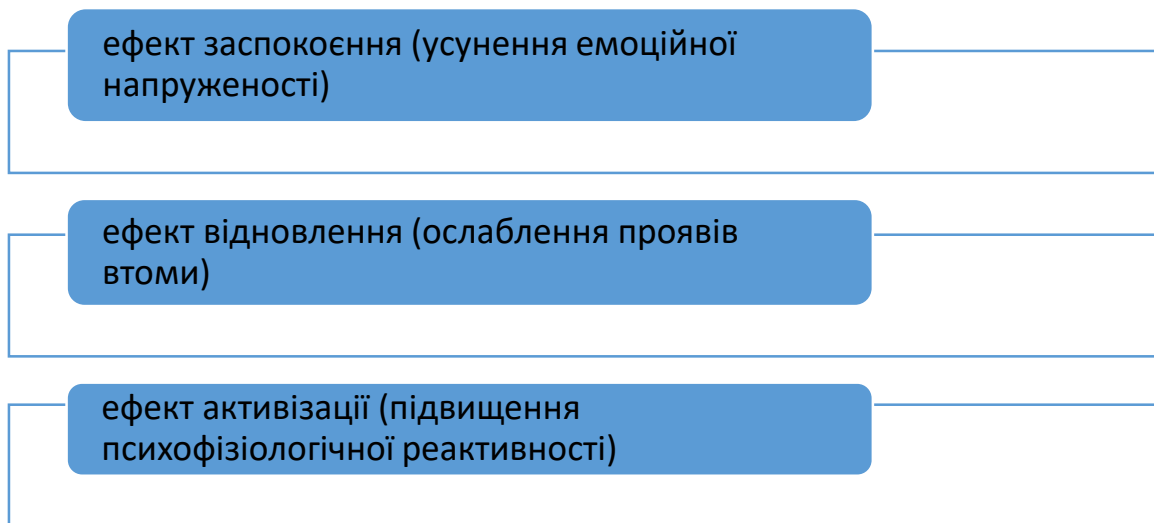 ефект заспокоєння (усунення емоційної
напруженості)
ефект відновлення (ослаблення проявів
втоми)
ефект активізації (підвищення
психофізіологічної реактивності)